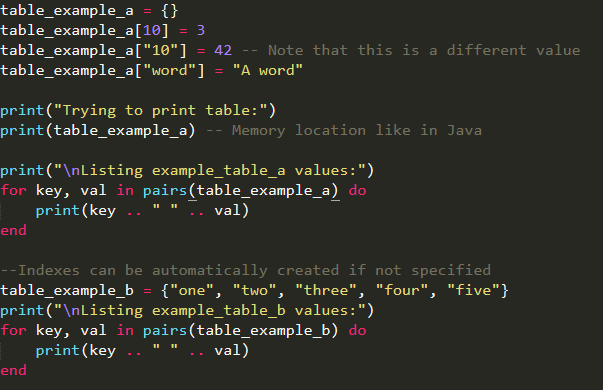 table_example_a = {}
table_example_a[10] = 3
table_example_a["10"] = 42 -- Note that this is a different value
table_example_a["word"] = "A word"

print("Trying to print table:")
print(table_example_a) -- Memory location like in Java

print("\nListing example_table_a values:")
for key, val in pairs(table_example_a) do
    print(key .. " " .. val)
end

--Indexes can be automatically created if not specified
table_example_b = {"one", "two", "three", "four", "five"}
print("\nListing example_table_b values:")
for key, val in pairs(table_example_b) do
    print(key .. " " .. val)
end